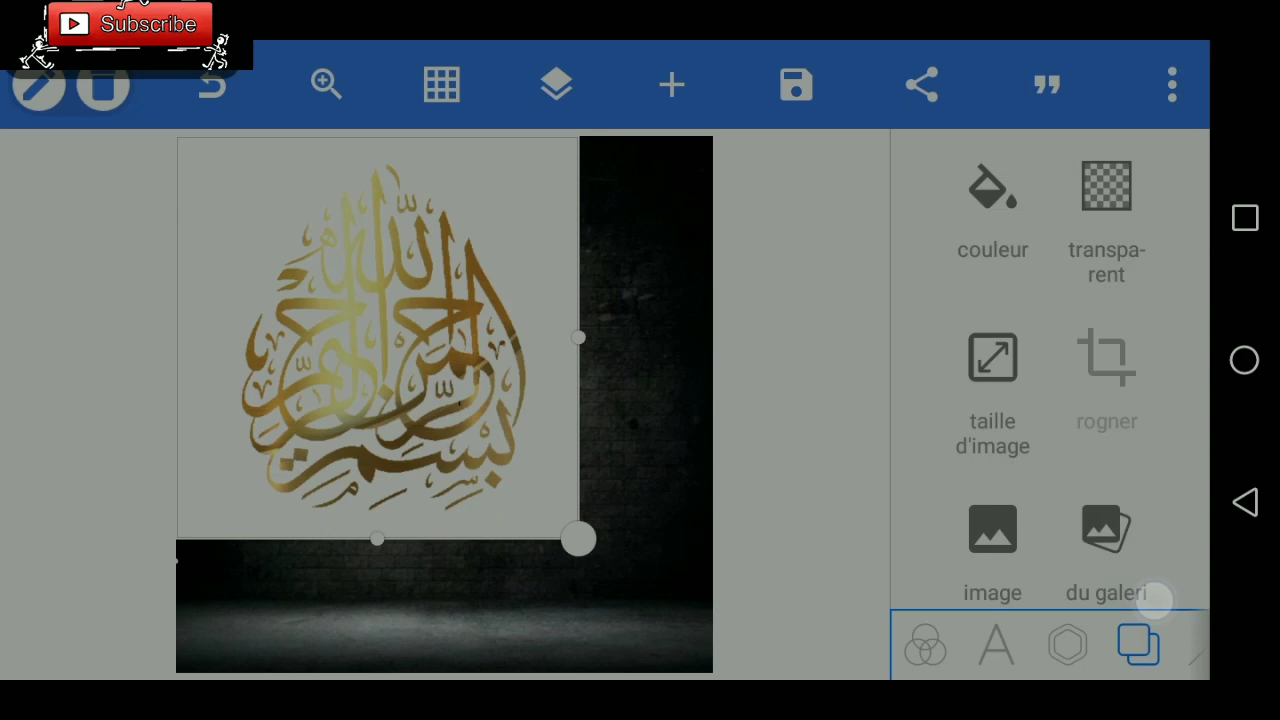 Subscribe
couleur
transpa-
rent
taille
d'image
rogner
image
du galeri
بسم الله الرحمن الرحيم